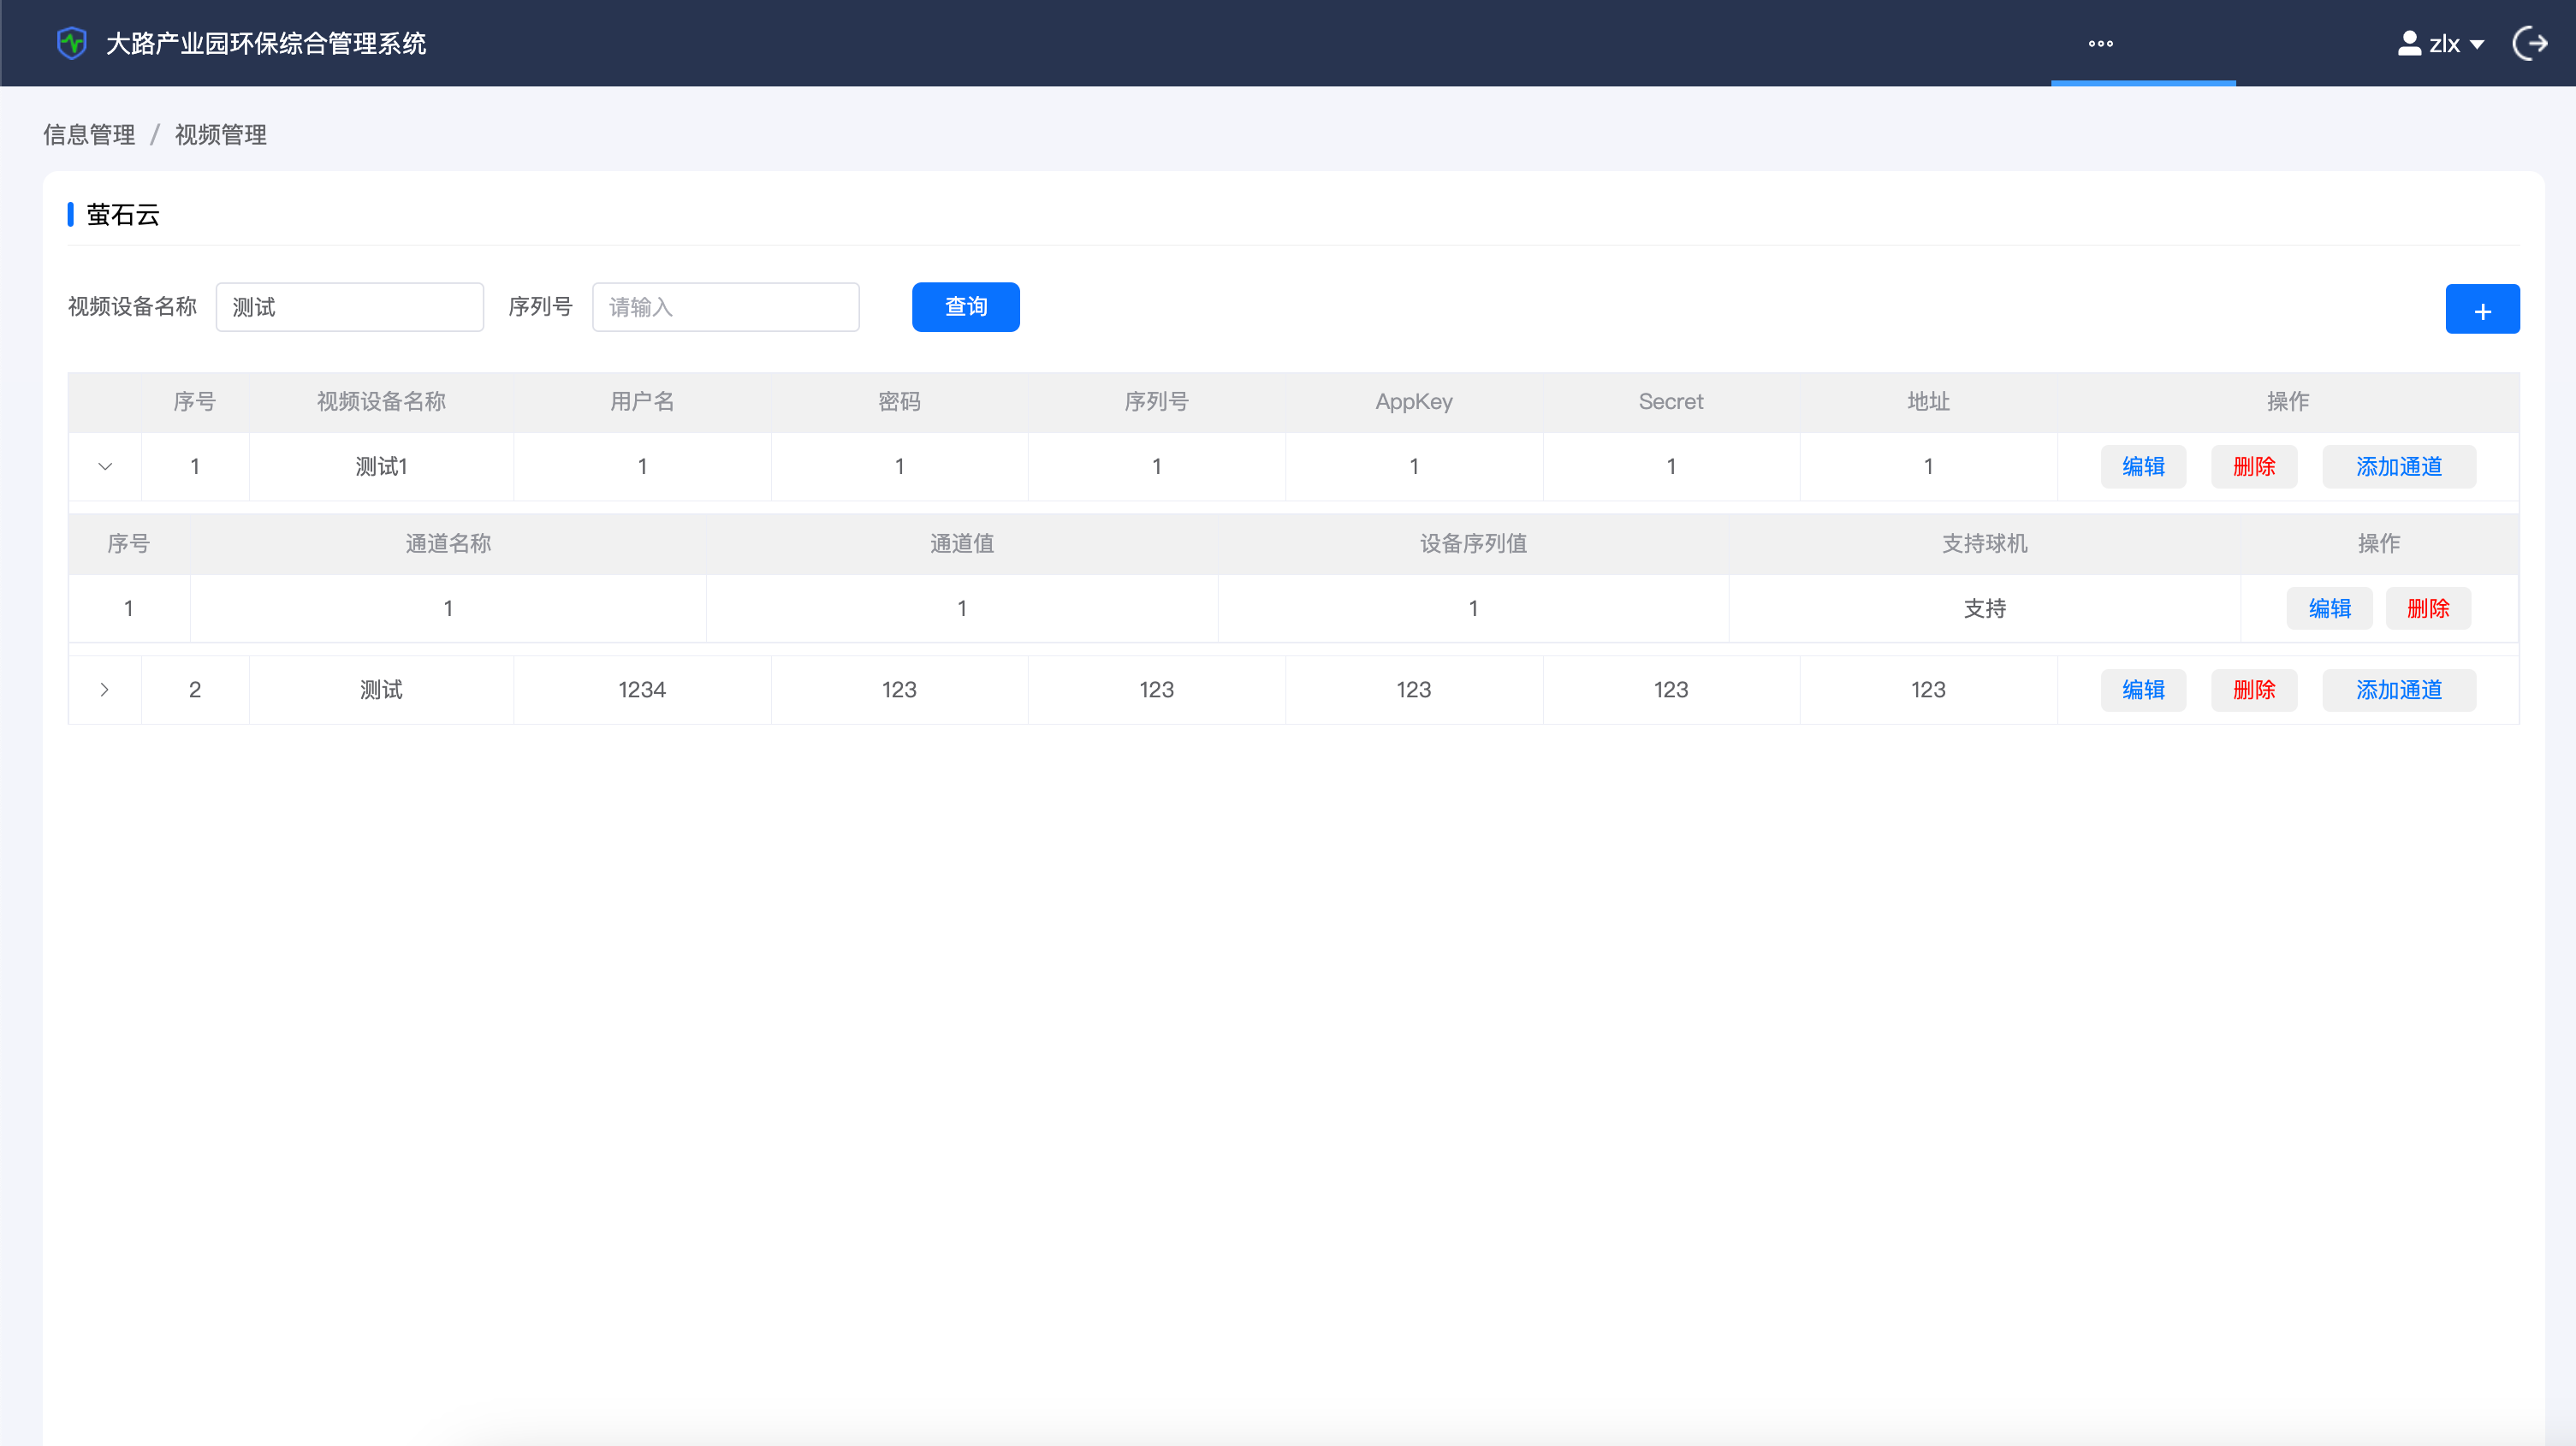 大路产业园环保综合管理系统 zlx
信息管理 / 视频管理
萤石云
视频设备名称 测试 序列号 请输入 查询 +
序号 视频设备名称 用户名 密码 序列号 AppKey Secret 地址 操作
1 测试1 1 1 1 1 1 1 编辑 删除 添加通道
序号 通道名称 通道值 设备序列值 支持球机 操作
1 1 1 1 支持 编辑 删除
2 测试 1234 123 123 123 123 123 编辑 删除 添加通道